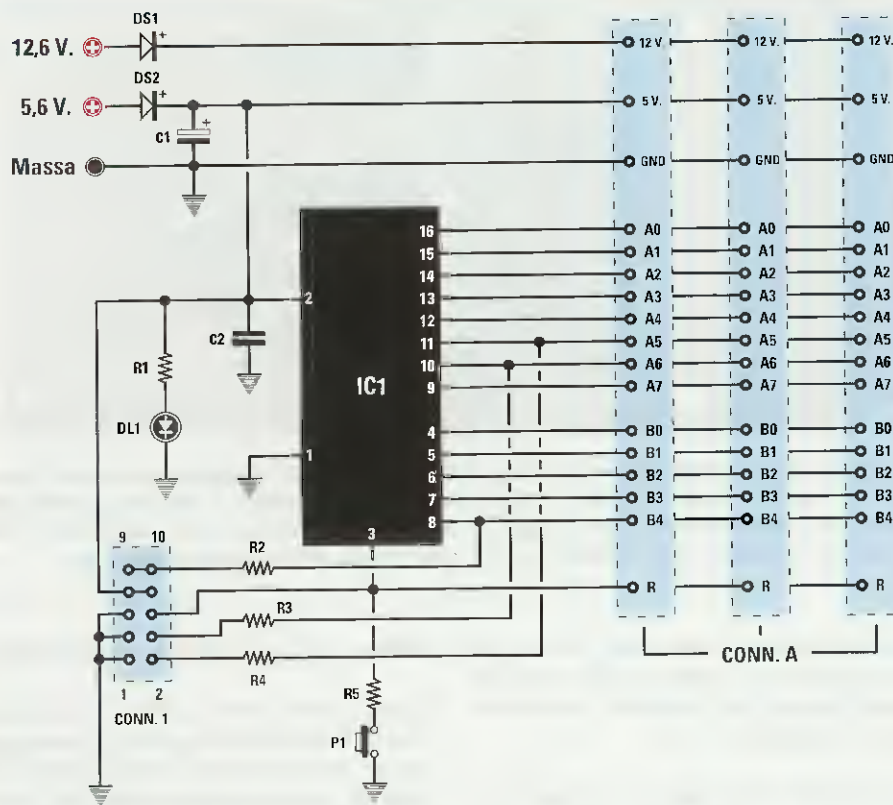 DS1
12,6 V. +
DS2
5,6 V. +
C1 +
Massa
12 V. 12 V. 12 V.
5 V. 5 V. 5 V.
GND GND GND
16 A0 A0 A0
15 A1 A1 A1
14 A2 A2 A2
13 A3 A3 A3
12 A4 A4 A4
11 A5 A5 A5
10 A6 A6 A6
9 A7 A7 A7
2
C2
R1
IC1
DL1
1
4 B0 B0 B0
5 B1 B1 B1
6 B2 B2 B2
7 B3 B3 B3
8 B4 B4 B4
3
9 10
R2
R R R
R3
R4
1 2
CONN. 1
R5
P1
CONN. A